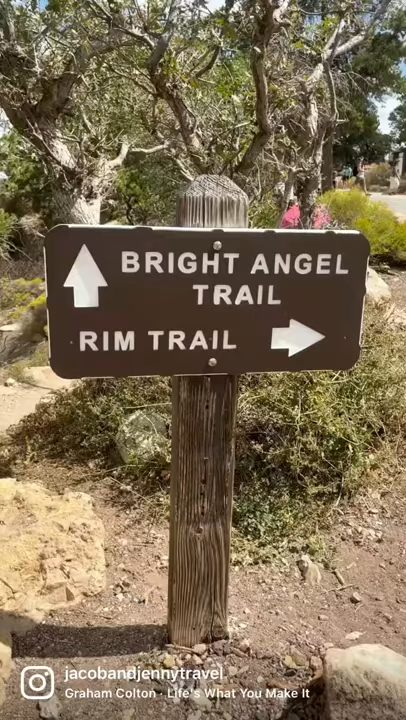 BRIGHT ANGEL
TRAIL
RIM TRAIL
jacobandjennytravel
Graham Colton · Life's What You Make It